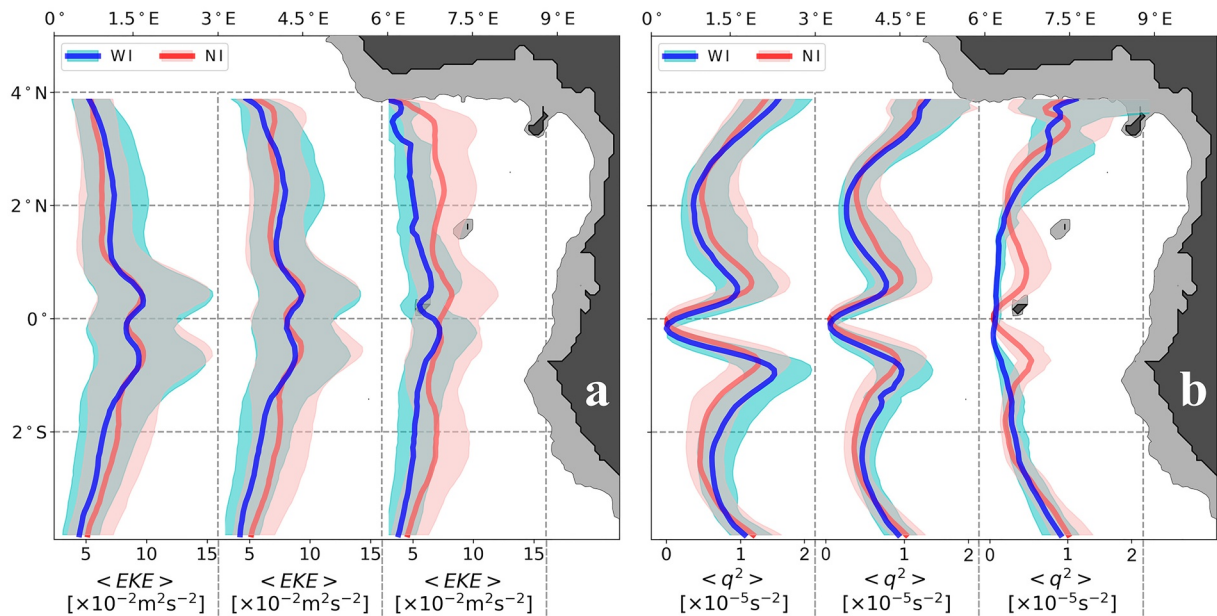 0° 1.5°E 3°E 4.5°E 6°E 7.5°E 9°E 0° 1.5°E 3°E 4.5°E 6°E 7.5°E 9°E
WI NI WI NI
4°N
2°N 2°N
0° 0°
a b
2°S 2°S
5 10 15 5 10 15 5 10 15 0 1 2 0 1 2 0 1 2
<EKE> <EKE> <EKE> <q²> <q²> <q²>
[×10⁻²m²s⁻²] [×10⁻²m²s⁻²] [×10⁻²m²s⁻²] [×10⁻⁵s⁻²] [×10⁻⁵s⁻²] [×10⁻⁵s⁻²]